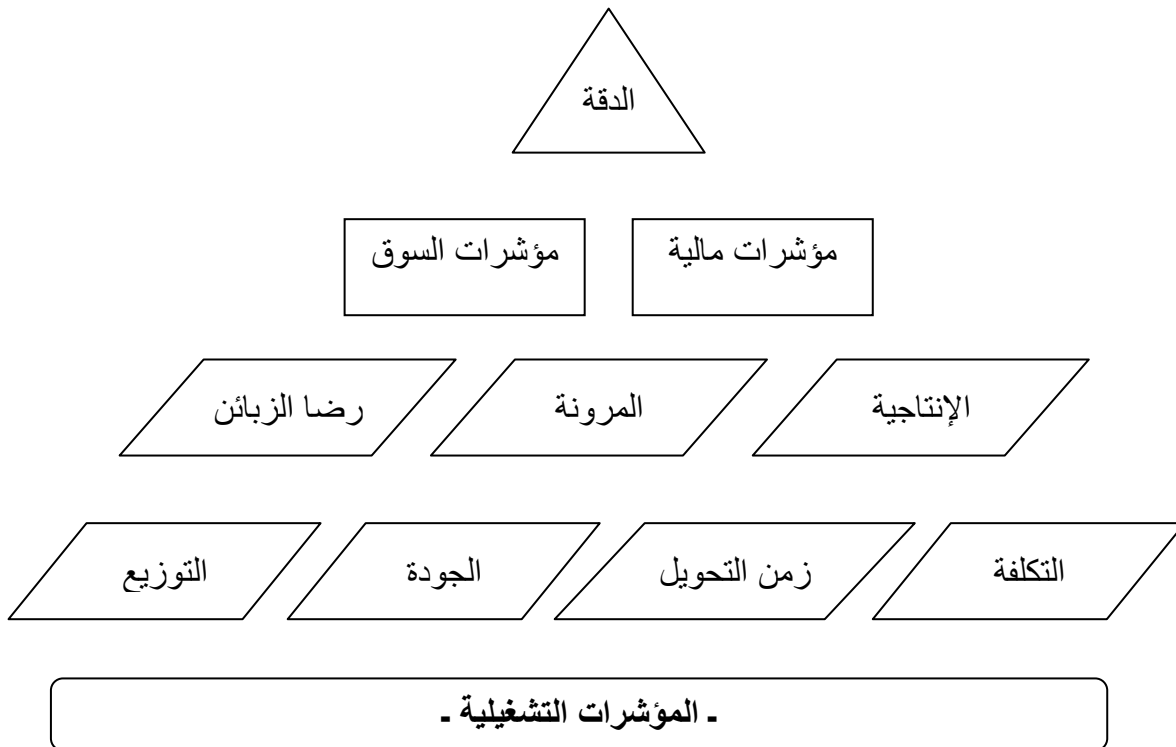 الدقة
مؤشرات مالية
مؤشرات السوق
الإنتاجية
المرونة
رضا الزبائن
التكلفة
زمن التحويل
الجودة
التوزيع
- المؤشرات التشغيلية -